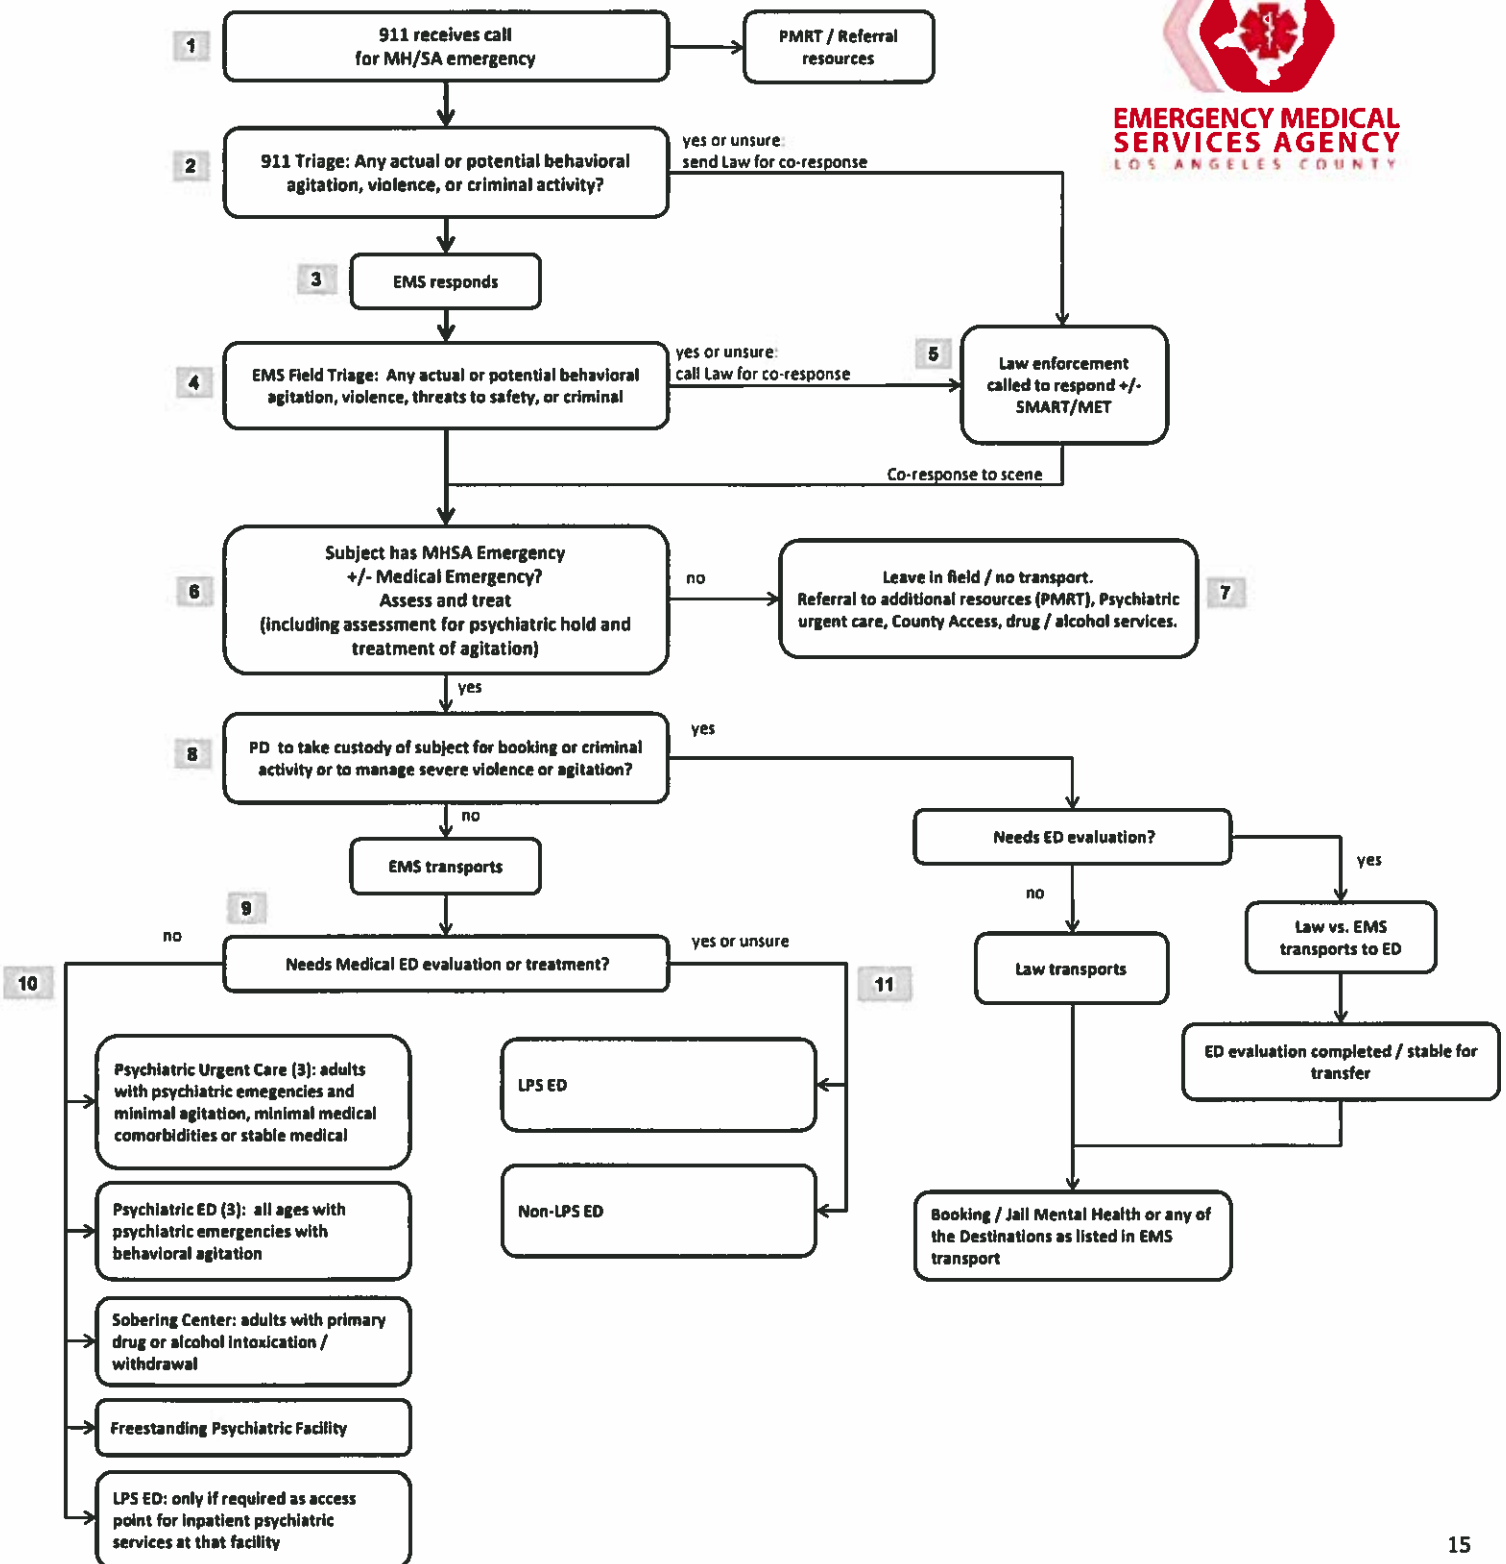 1
911 receives call
for MH/SA emergency
PMRT / Referral
resources
EMERGENCY MEDICAL
SERVICES AGENCY
LOS ANGELES COUNTY
2
911 Triage: Any actual or potential behavioral
agitation, violence, or criminal activity?
yes or unsure:
send Law for co-response
3
EMS responds
4
EMS Field Triage: Any actual or potential behavioral
agitation, violence, threats to safety, or criminal
yes or unsure:
call Law for co-response
5
Law enforcement
called to respond +/-
SMART/MET
Co-response to scene
6
Subject has MHSA Emergency
+/- Medical Emergency?
Assess and treat
(including assessment for psychiatric hold and
treatment of agitation)
no
Leave in field / no transport.
Referral to additional resources (PMRT), Psychiatric
urgent care, County Access, drug / alcohol services.
7
yes
8
PD to take custody of subject for booking or criminal
activity or to manage severe violence or agitation?
yes
no
EMS transports
Needs ED evaluation?
yes
no
Law vs. EMS
transports to ED
Law transports
ED evaluation completed / stable for
transfer
Booking / Jail Mental Health or any of
the Destinations as listed in EMS
transport
9
no
Needs Medical ED evaluation or treatment?
yes or unsure
10
11
Psychiatric Urgent Care (3): adults
with psychiatric emegencies and
minimal agitation, minimal medical
comorbidities or stable medical
LPS ED
Psychiatric ED (3): all ages with
psychiatric emergencies with
behavioral agitation
Non-LPS ED
Sobering Center: adults with primary
drug or alcohol intoxication /
withdrawal
Freestanding Psychiatric Facility
LPS ED: only if required as access
point for inpatient psychiatric
services at that facility
15